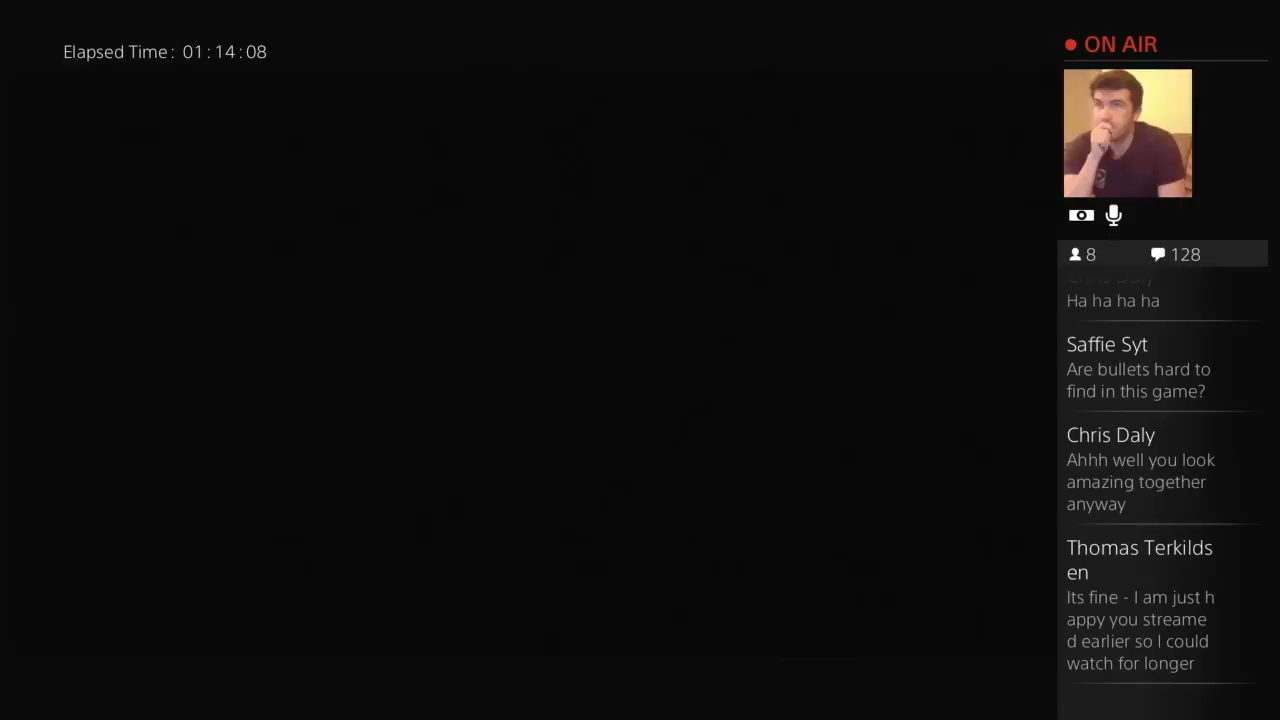 Elapsed Time: 01:14:08
ON AIR
8 128
Ha ha ha ha
Saffie Syt
Are bullets hard to
find in this game?
Chris Daly
Ahhh well you look
amazing together
anyway
Thomas Terkilds
en
Its fine - I am just h
appy you streame
d earlier so I could
watch for longer